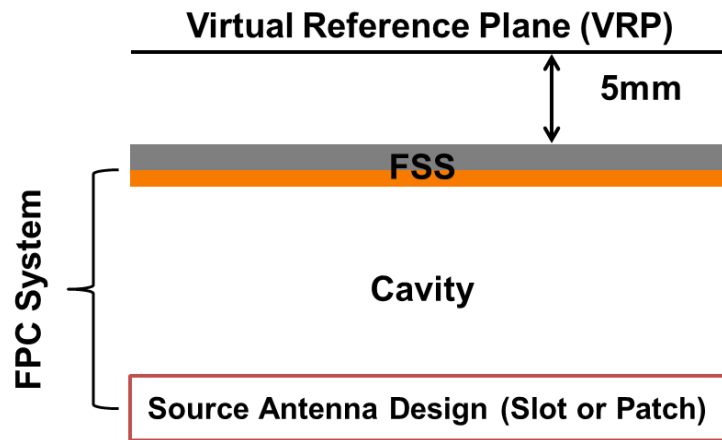 Virtual Reference Plane (VRP)
5mm
FSS
FPC System
Cavity
Source Antenna Design (Slot or Patch)